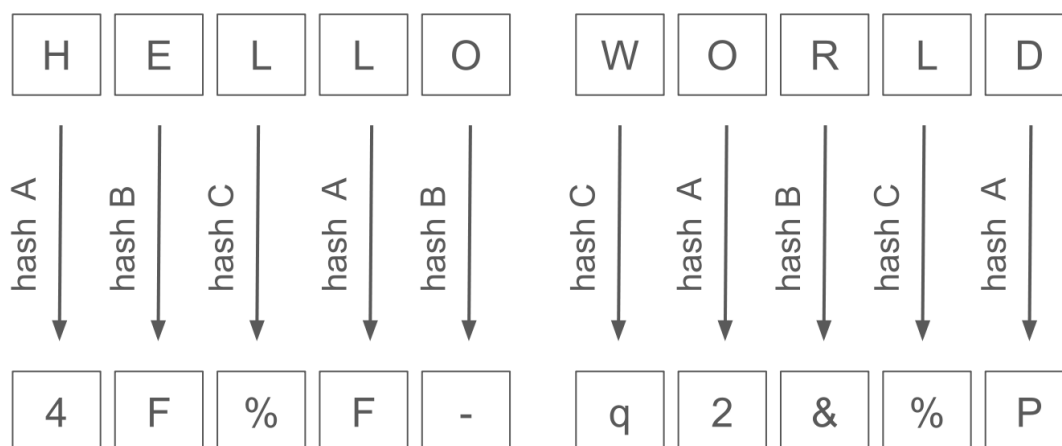 H E L L O W O R L D
hash A hash B hash C hash A hash B hash C hash A hash B hash C hash A
4 F % F - q 2 & % P